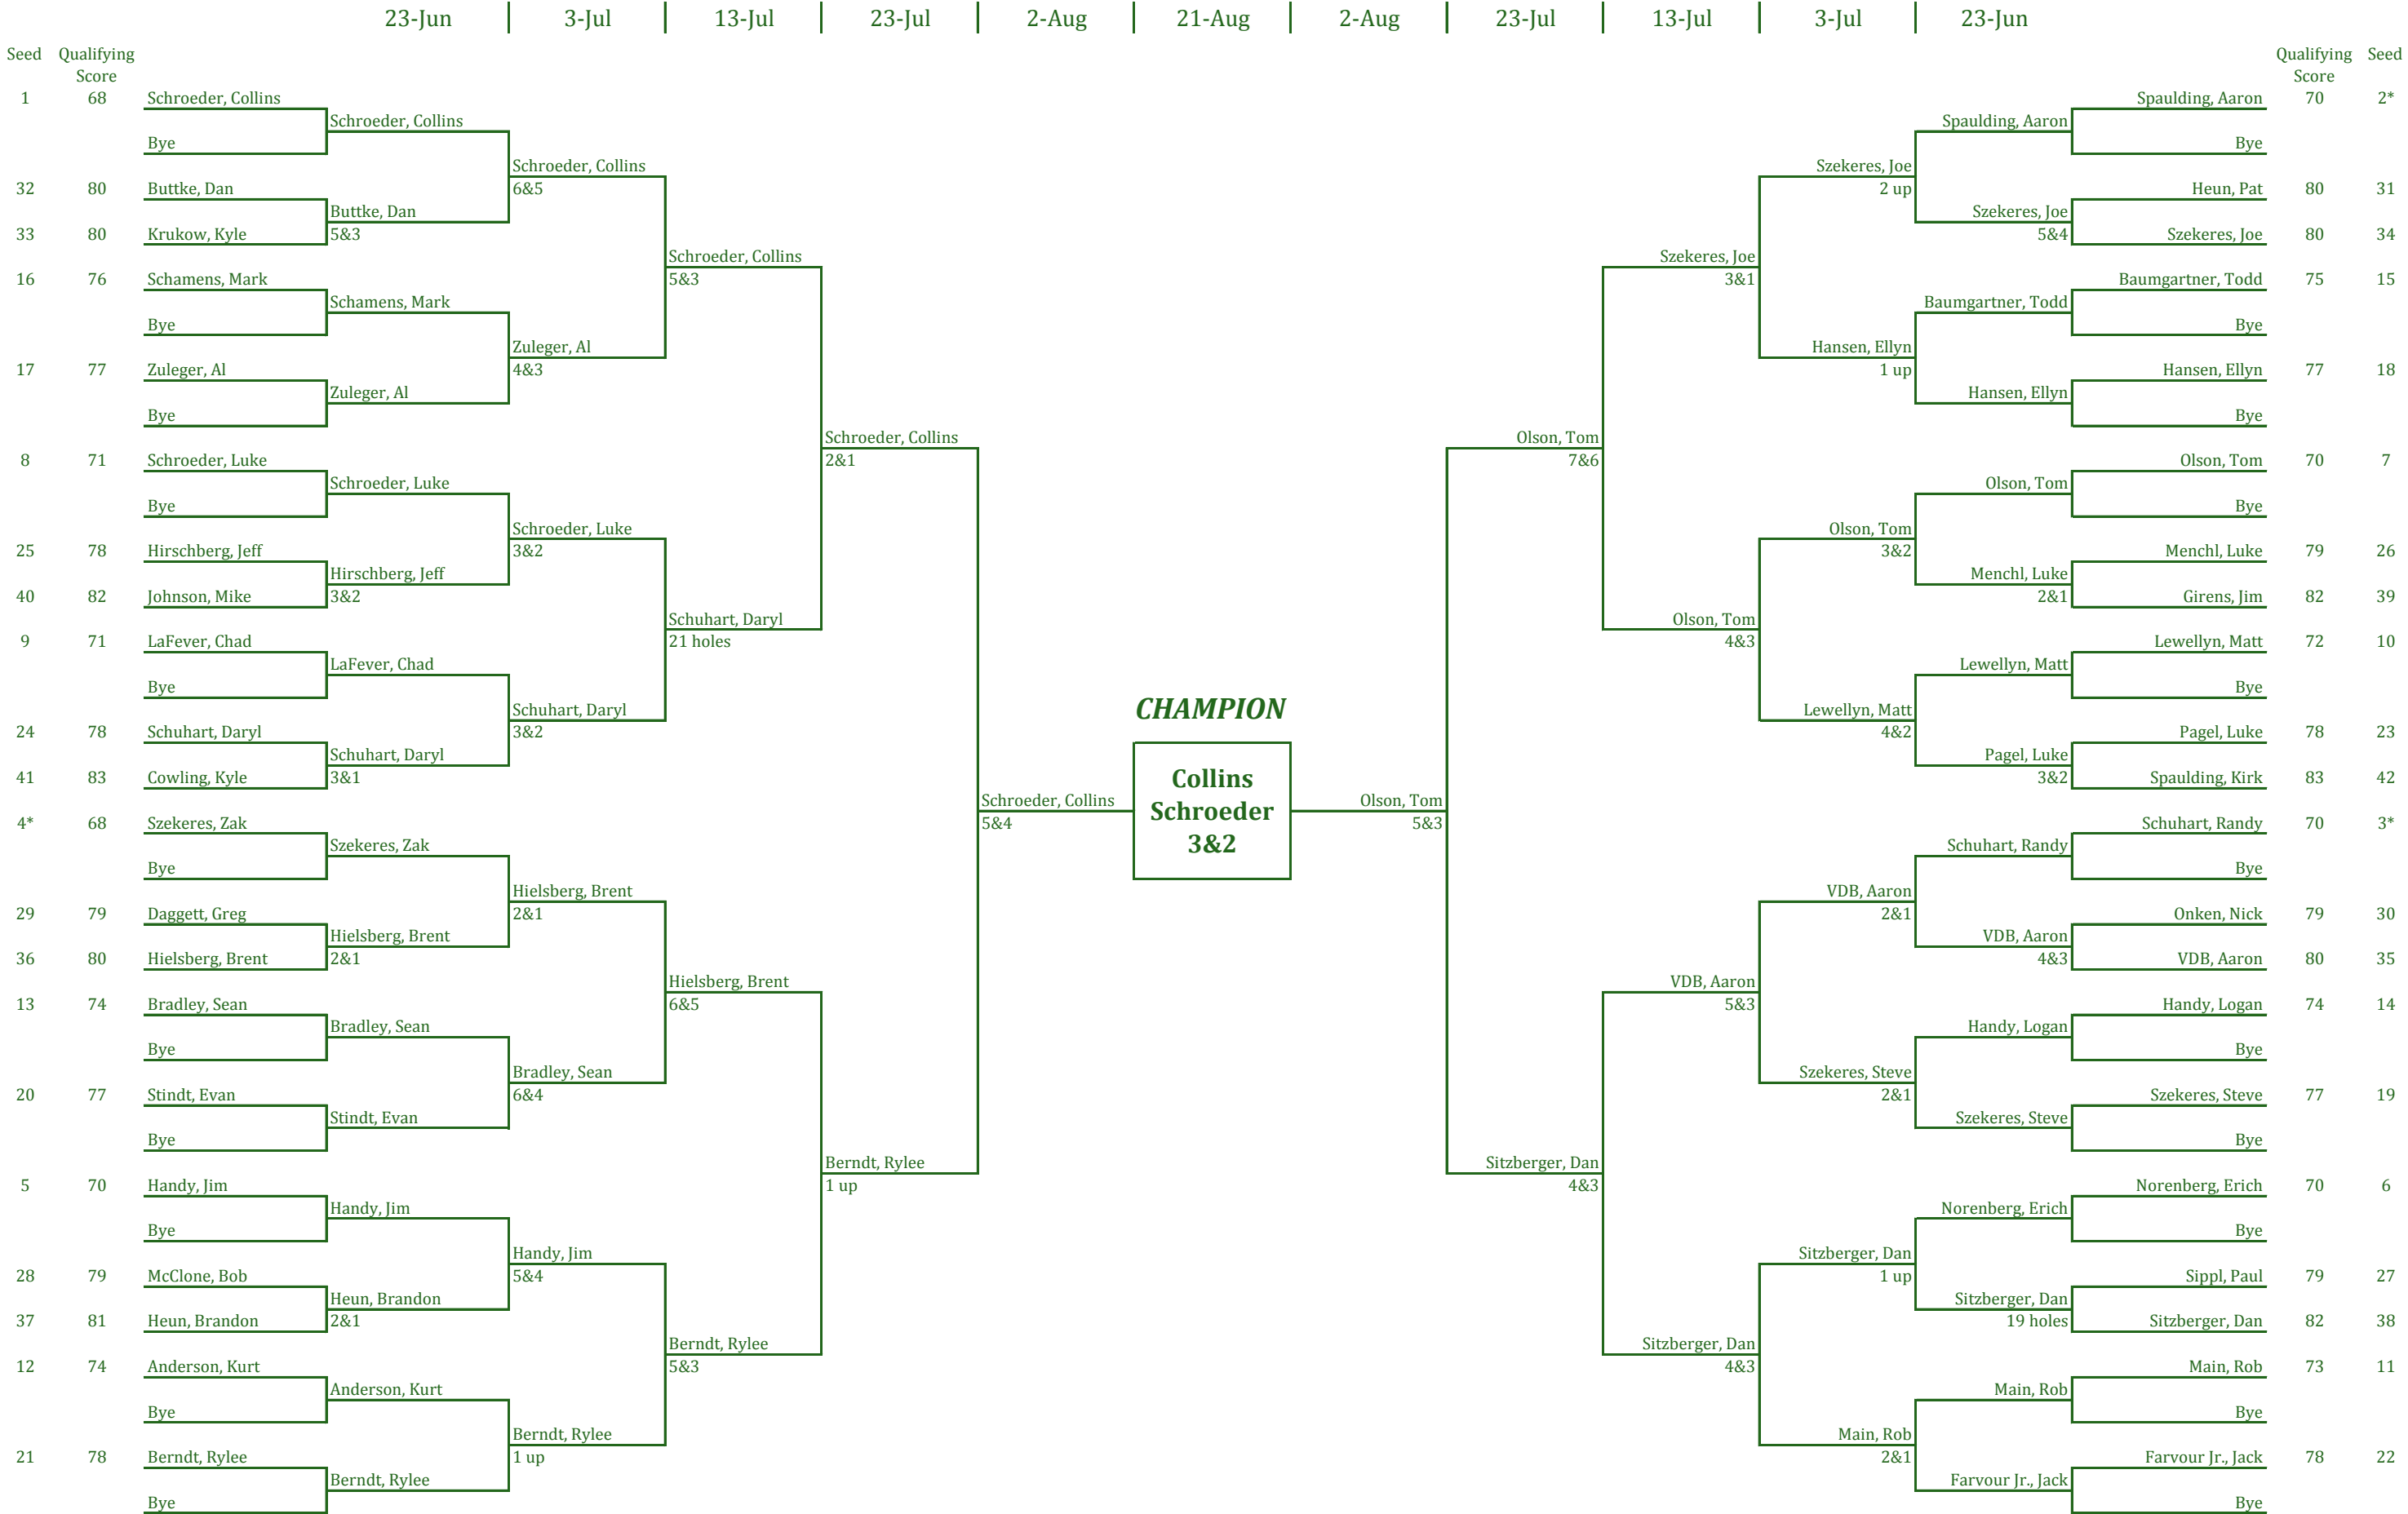 23-Jun 3-Jul 13-Jul 23-Jul 2-Aug 21-Aug 2-Aug 23-Jul 13-Jul 3-Jul 23-Jun
Seed Qualifying Qualifying Seed
Score Score
1 68 Schroeder, Collins Spaulding, Aaron 70 2*
Schroeder, Collins Spaulding, Aaron
Bye Bye
Schroeder, Collins Szekeres, Joe
32 80 Buttke, Dan 6&5 2 up Heun, Pat 80 31
Buttke, Dan Szekeres, Joe
33 80 Krukow, Kyle 5&3 5&4 Szekeres, Joe 80 34
Schroeder, Collins Szekeres, Joe
16 76 Schamens, Mark 5&3 3&1 Baumgartner, Todd 75 15
Schamens, Mark Baumgartner, Todd
Bye Bye
Zuleger, Al Hansen, Ellyn
17 77 Zuleger, Al 4&3 1 up Hansen, Ellyn 77 18
Zuleger, Al Hansen, Ellyn
Bye Bye
Schroeder, Collins Olson, Tom
8 71 Schroeder, Luke 2&1 7&6 Olson, Tom 70 7
Schroeder, Luke Olson, Tom
Bye Bye
Schroeder, Luke Olson, Tom
25 78 Hirschberg, Jeff 3&2 3&2 Menchl, Luke 79 26
Hirschberg, Jeff Menchl, Luke
40 82 Johnson, Mike 3&2 2&1 Girens, Jim 82 39
Schuhart, Daryl Olson, Tom
9 71 LaFever, Chad 21 holes 4&3 Lewellyn, Matt 72 10
LaFever, Chad Lewellyn, Matt
Bye Bye
CHAMPION
Schuhart, Daryl Lewellyn, Matt
24 78 Schuhart, Daryl 3&2 4&2 Pagel, Luke 78 23
Schuhart, Daryl Pagel, Luke
41 83 Cowling, Kyle 3&1 Collins 3&2 Spaulding, Kirk 83 42
Schroeder, Collins Schroeder Olson, Tom
4* 68 Szekeres, Zak 5&4 5&3 Schuhart, Randy 70 3*
Szekeres, Zak 3&2 Schuhart, Randy
Bye Bye
Hielsberg, Brent VDB, Aaron
29 79 Daggett, Greg 2&1 2&1 Onken, Nick 79 30
Hielsberg, Brent VDB, Aaron
36 80 Hielsberg, Brent 2&1 4&3 VDB, Aaron 80 35
Hielsberg, Brent VDB, Aaron
13 74 Bradley, Sean 6&5 5&3 Handy, Logan 74 14
Bradley, Sean Handy, Logan
Bye Bye
Bradley, Sean Szekeres, Steve
20 77 Stindt, Evan 6&4 2&1 Szekeres, Steve 77 19
Stindt, Evan Szekeres, Steve
Bye Bye
Berndt, Rylee Sitzberger, Dan
5 70 Handy, Jim 1 up 4&3 Norenberg, Erich 70 6
Handy, Jim Norenberg, Erich
Bye Bye
Handy, Jim Sitzberger, Dan
28 79 McClone, Bob 5&4 1 up Sippl, Paul 79 27
Heun, Brandon Sitzberger, Dan
37 81 Heun, Brandon 2&1 19 holes Sitzberger, Dan 82 38
Berndt, Rylee Sitzberger, Dan
12 74 Anderson, Kurt 5&3 4&3 Main, Rob 73 11
Anderson, Kurt Main, Rob
Bye Bye
Berndt, Rylee Main, Rob
21 78 Berndt, Rylee 1 up 2&1 Farvour Jr., Jack 78 22
Berndt, Rylee Farvour Jr., Jack
Bye Bye